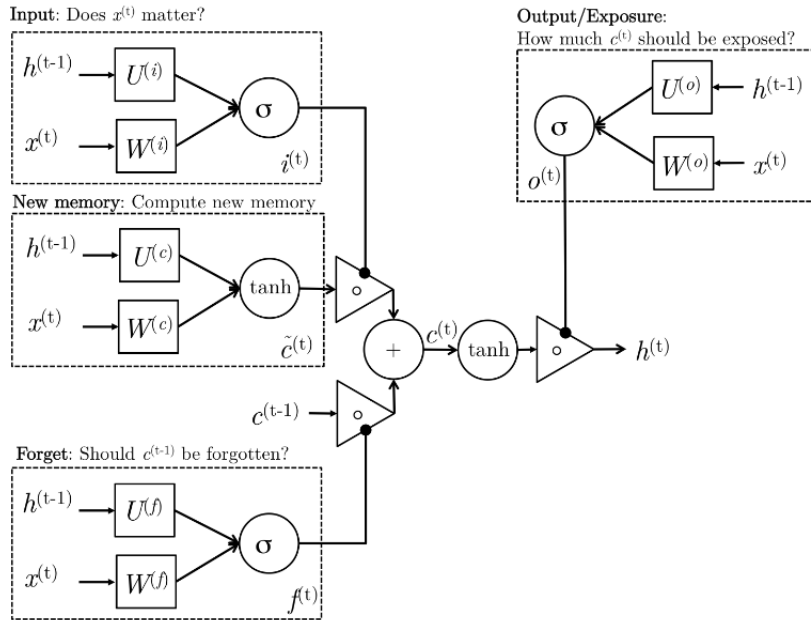 Input: Does x^(t) matter?
h^(t-1)
U^(i)
σ
x^(t)
W^(i)
i^(t)
New memory: Compute new memory
h^(t-1)
U^(c)
tanh
x^(t)
W^(c)
c̃^(t)
Output/Exposure:
How much c^(t) should be exposed?
U^(o)
h^(t-1)
σ
W^(o)
x^(t)
o^(t)
∘
+
c^(t)
tanh
∘
h^(t)
c^(t-1)
∘
Forget: Should c^(t-1) be forgotten?
h^(t-1)
U^(f)
σ
x^(t)
W^(f)
f^(t)